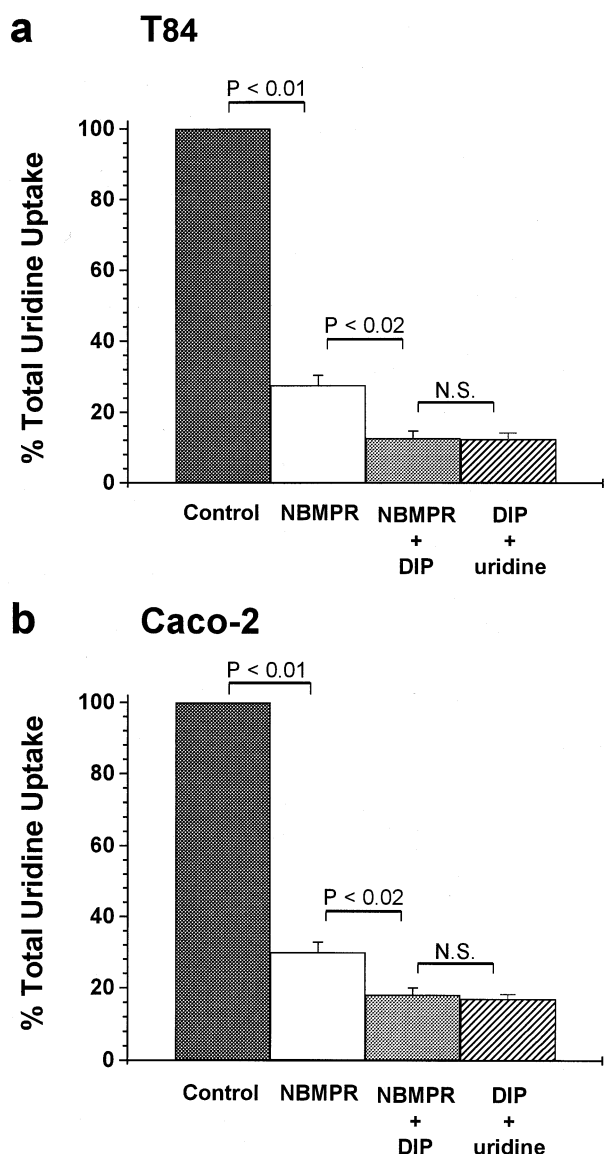 a T84
P < 0.01
% Total Uridine Uptake
100
80
60
40
20
0
P < 0.02
N.S.
Control NBMPR NBMPR + DIP DIP + uridine
b Caco-2
P < 0.01
% Total Uridine Uptake
100
80
60
40
20
0
P < 0.02
N.S.
Control NBMPR NBMPR + DIP DIP + uridine